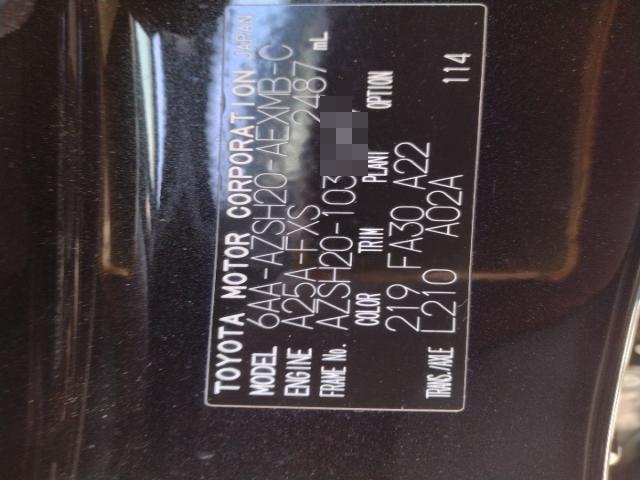 TOYOTA MOTOR CORPORATION JAPAN
MODEL 6AA-AZSH20-AEXMB-C
ENGINE A25A-FXS 2487 mL
FRAME No. AZSH20-103
COLOR TRIM PLANT OPTION
219 FA30 A22
TRANS./AXLE L210 A02A 114